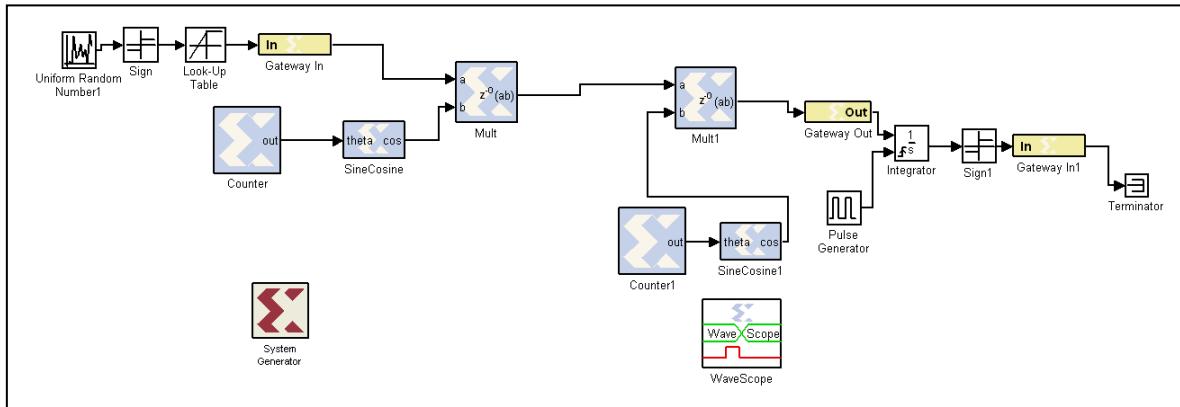 Uniform Random
Number1
Sign
Look-Up
Table
In
Gateway In
a
b
z⁻⁰(ab)
Mult
out
Counter
theta cos
SineCosine
a
b
z⁻⁰(ab)
Mult1
out
Counter1
theta cos
SineCosine1
Out
Gateway Out
1
s
Integrator
Pulse
Generator
Sign1
In
Gateway In1
Terminator
System
Generator
Wave Scope
WaveScope